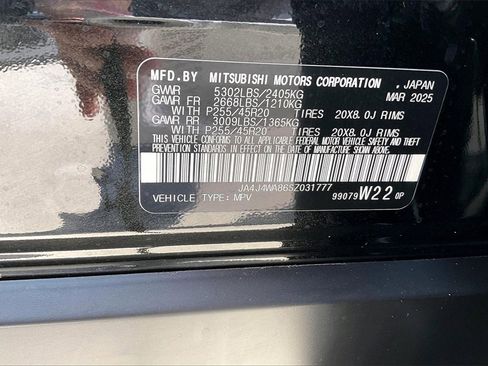 MFD.BY MITSUBISHI MOTORS CORPORATION , JAPAN
GVWR 5302LBS/2405KG MAR 2025
GAWR FR 2668LBS/1210KG
WITH P255/45R20 TIRES 20X8.0J RIMS
GAWR RR 3009LBS/1365KG
WITH P255/45R20 TIRES 20X8.0J RIMS
THIS VEHICLE CONFORMS TO ALL APPLICABLE FEDERAL MOTOR VEHICLE SAFETY AND THEFT
PREVENTION STANDARDS IN EFFECT ON THE DATE OF MANUFACTURE SHOWN ABOVE.
JA4J4WA86SZ031777
VEHICLE TYPE: MPV 99075 W22 0P